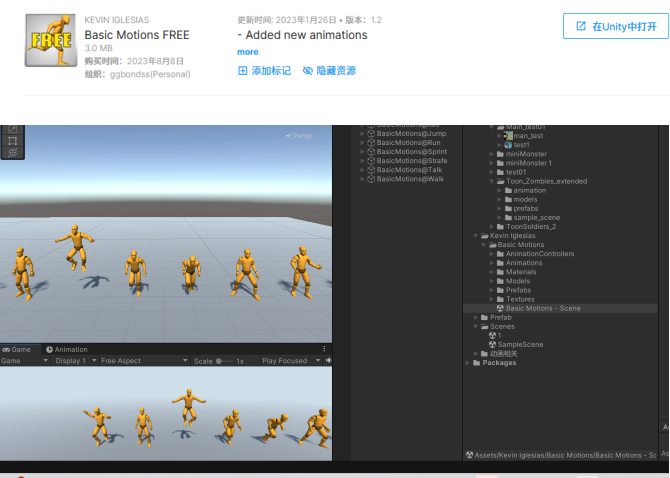 KEVIN IGLESIAS
FREE
Basic Motions FREE
3.0 MB
购买时间：2023年8月8日
组织：ggbondss(Personal)
更新时间: 2023年1月26日 • 版本：1.2
- Added new animations
more
添加标记 隐藏资源
在Unity中打开
Persp
BasicMotions@Jump
BasicMotions@Run
BasicMotions@Sprint
BasicMotions@Strafe
BasicMotions@Talk
BasicMotions@Walk
Main_test01
man_test
test1
miniMonster
miniMonster 1
test01
Toon_Zombies_extended
animation
models
prefabs
sample_scene
ToonSoldiers_2
Kevin Iglesias
Basic Motions
AnimationControllers
Animations
Materials
Models
Prefabs
Textures
Basic Motions - Scene
Prefab
Scenes
1
SampleScene
动画相关
Packages
Game Animation
Game Display 1 Free Aspect Scale 1x Play Focused
Assets/Kevin Iglesias/Basic Motions/Basic Motions - Sc